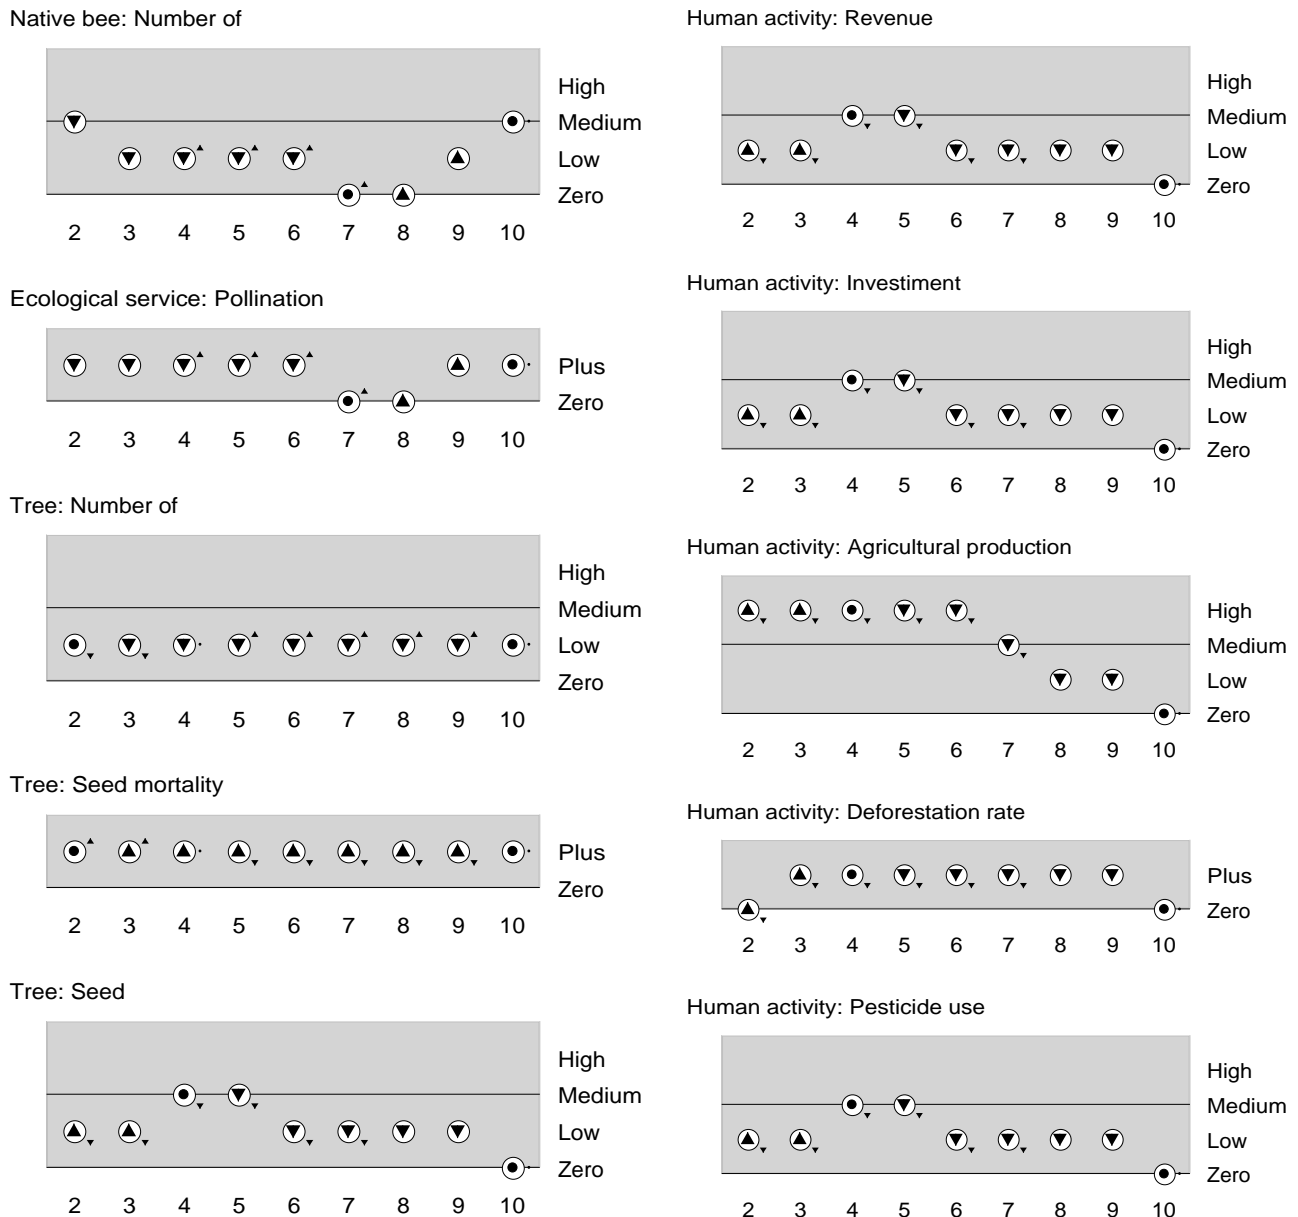 Native bee: Number of
High
Medium
Low
Zero
2 3 4 5 6 7 8 9 10
Ecological service: Pollination
Plus
Zero
2 3 4 5 6 7 8 9 10
Tree: Number of
High
Medium
Low
Zero
2 3 4 5 6 7 8 9 10
Tree: Seed mortality
Plus
Zero
2 3 4 5 6 7 8 9 10
Tree: Seed
High
Medium
Low
Zero
2 3 4 5 6 7 8 9 10
Human activity: Revenue
High
Medium
Low
Zero
2 3 4 5 6 7 8 9 10
Human activity: Investiment
High
Medium
Low
Zero
2 3 4 5 6 7 8 9 10
Human activity: Agricultural production
High
Medium
Low
Zero
2 3 4 5 6 7 8 9 10
Human activity: Deforestation rate
Plus
Zero
2 3 4 5 6 7 8 9 10
Human activity: Pesticide use
High
Medium
Low
Zero
2 3 4 5 6 7 8 9 10